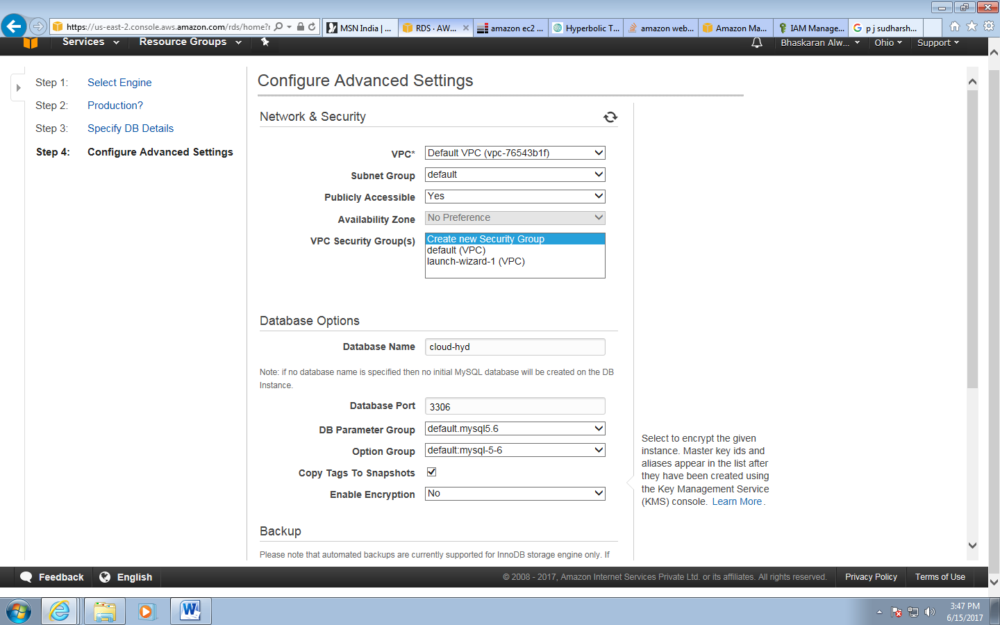 https://us-east-2.console.aws.amazon.com/rds/home?r
MSN India | ...
RDS · AW...
amazon ec2 ...
Hyperbolic T...
amazon web...
Amazon Ma...
IAM Manage...
p j sudharsh...
Services
Resource Groups
Bhaskaran Alw...
Ohio
Support
Step 1: Select Engine
Step 2: Production?
Step 3: Specify DB Details
Step 4: Configure Advanced Settings
Configure Advanced Settings
Network & Security
VPC* Default VPC (vpc-76543b1f)
Subnet Group default
Publicly Accessible Yes
Availability Zone No Preference
VPC Security Group(s) Create new Security Group
default (VPC)
launch-wizard-1 (VPC)
Database Options
Database Name cloud-hyd
Note: if no database name is specified then no initial MySQL database will be created on the DB
Instance.
Database Port 3306
DB Parameter Group default.mysql5.6
Option Group default:mysql-5-6
Copy Tags To Snapshots
Enable Encryption No
Select to encrypt the given
instance. Master key ids and
aliases appear in the list after
they have been created using
the Key Management Service
(KMS) console. Learn More.
Backup
Please note that automated backups are currently supported for InnoDB storage engine only. If
Feedback
English
© 2008 - 2017, Amazon Internet Services Private Ltd. or its affiliates. All rights reserved.
Privacy Policy
Terms of Use
3:47 PM
6/15/2017